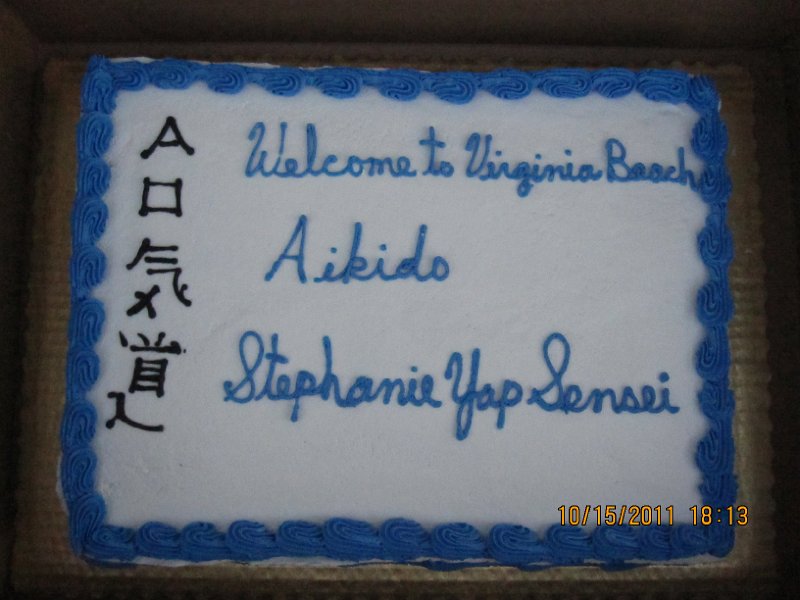 合気道
Welcome to Virginia Beach
Aikido
Stephanie Yap Sensei
10/15/2011 18:13